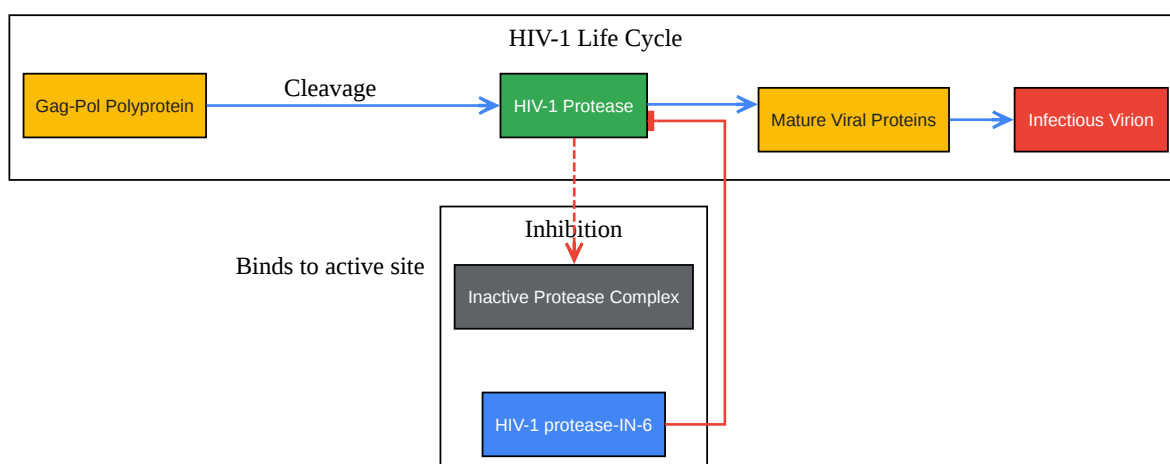 HIV-1 Life Cycle
Gag-Pol Polyprotein
Cleavage
HIV-1 Protease
Mature Viral Proteins
Infectious Virion
Inhibition
Binds to active site
Inactive Protease Complex
HIV-1 protease-IN-6